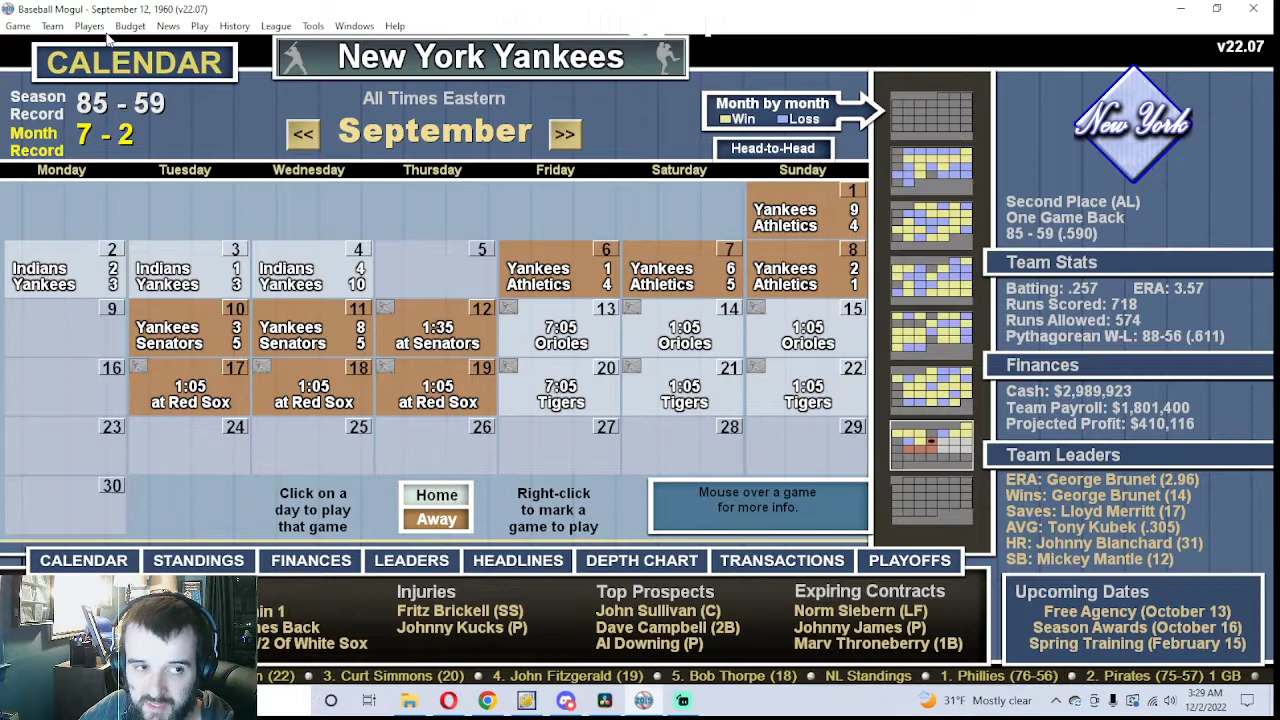 Baseball Mogul - September 12, 1960 (v22.07)
Game Team Players Budget News Play History League Tools Windows Help
CALENDAR
New York Yankees
v22.07
Season Record 85 - 59
Month Record 7 - 2
All Times Eastern
<< September >>
Month by month
Win Loss
Head-to-Head
Monday Tuesday Wednesday Thursday Friday Saturday Sunday
1
Yankees 9
Athletics 4
2 3 4 5 6 7 8
Indians 2 Indians 1 Indians 4 Yankees 1 Yankees 6 Yankees 2
Yankees 3 Yankees 3 Yankees 10 Athletics 4 Athletics 5 Athletics 1
9 10 11 12 13 14 15
Yankees 3 Yankees 8 1:35 7:05 1:05 1:05
Senators 5 Senators 5 at Senators Orioles Orioles Orioles
16 17 18 19 20 21 22
1:05 1:05 1:05 7:05 1:05 1:05
at Red Sox at Red Sox at Red Sox Tigers Tigers Tigers
23 24 25 26 27 28 29
30
Click on a day to play that game
Home
Away
Right-click to mark a game to play
Mouse over a game for more info.
New York
Second Place (AL)
One Game Back
85 - 59 (.590)
Team Stats
Batting: .257 ERA: 3.57
Runs Scored: 718
Runs Allowed: 574
Pythagorean W-L: 88-56 (.611)
Finances
Cash: $2,989,923
Team Payroll: $1,801,400
Projected Profit: $410,116
Team Leaders
ERA: George Brunet (2.96)
Wins: George Brunet (14)
Saves: Lloyd Merritt (17)
AVG: Tony Kubek (.305)
HR: Johnny Blanchard (31)
SB: Mickey Mantle (12)
CALENDAR STANDINGS FINANCES LEADERS HEADLINES DEPTH CHART TRANSACTIONS PLAYOFFS
Injuries
Fritz Brickell (SS)
Johnny Kucks (P)
Top Prospects
John Sullivan (C)
Dave Campbell (2B)
Al Downing (P)
Expiring Contracts
Norm Siebern (LF)
Johnny James (P)
Marv Throneberry (1B)
Upcoming Dates
Free Agency (October 13)
Season Awards (October 16)
Spring Training (February 15)
in 1
es Back
/2 Of White Sox
n (22) 3. Curt Simmons (20) 4. John Fitzgerald (19) 5. Bob Thorpe (18) NL Standings 1. Phillies (76-56) 2. Pirates (75-57) 1 GB
31°F Mostly clear
3:29 AM
12/2/2022